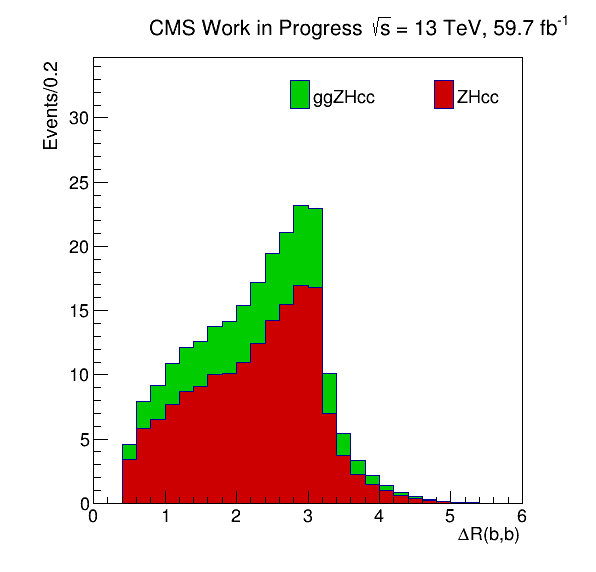 CMS Work in Progress √s = 13 TeV, 59.7 fb⁻¹
Events/0.2
ggZHcc ZHcc
30
25
20
15
10
5
0
0 1 2 3 4 5 6
ΔR(b,b)